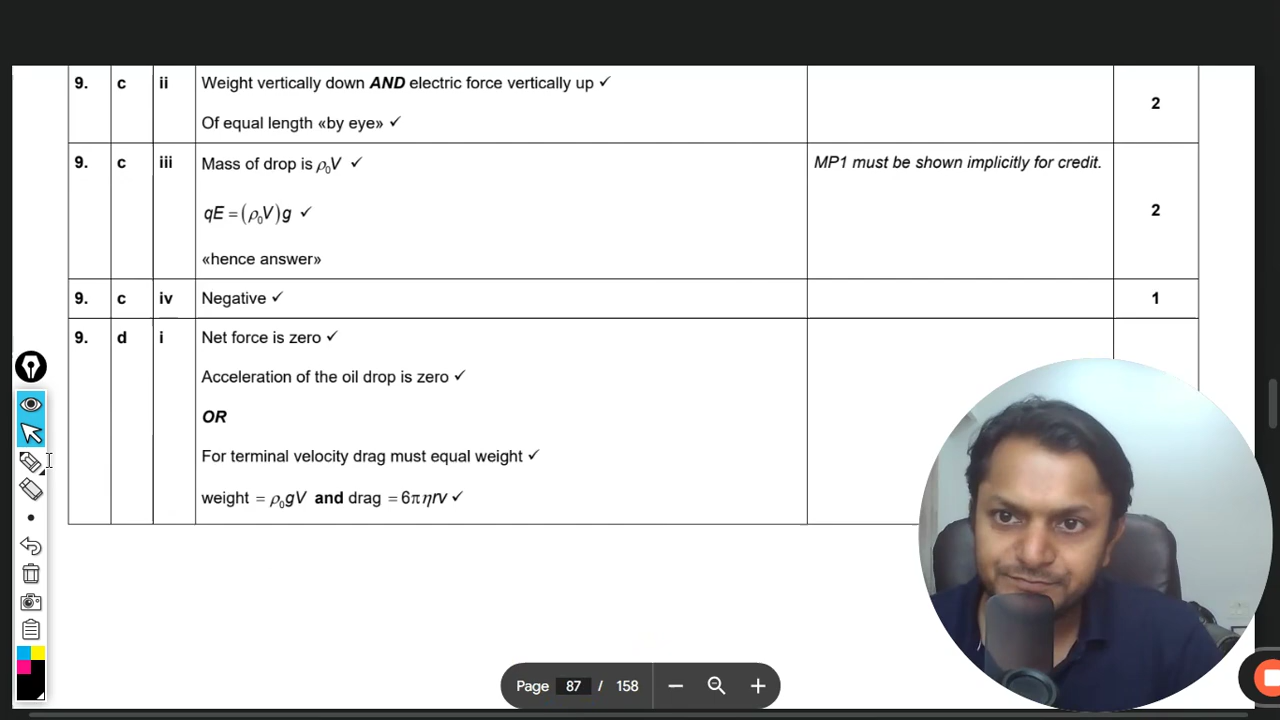 9. c ii Weight vertically down AND electric force vertically up ✓ 2
Of equal length «by eye» ✓
9. c iii Mass of drop is ρ₀V ✓ MP1 must be shown implicitly for credit. 2
qE = (ρ₀V)g ✓
«hence answer»
9. c iv Negative ✓ 1
9. d i Net force is zero ✓
Acceleration of the oil drop is zero ✓
OR
For terminal velocity drag must equal weight ✓
weight = ρ₀gV and drag = 6πηrv ✓
Page 87 / 158